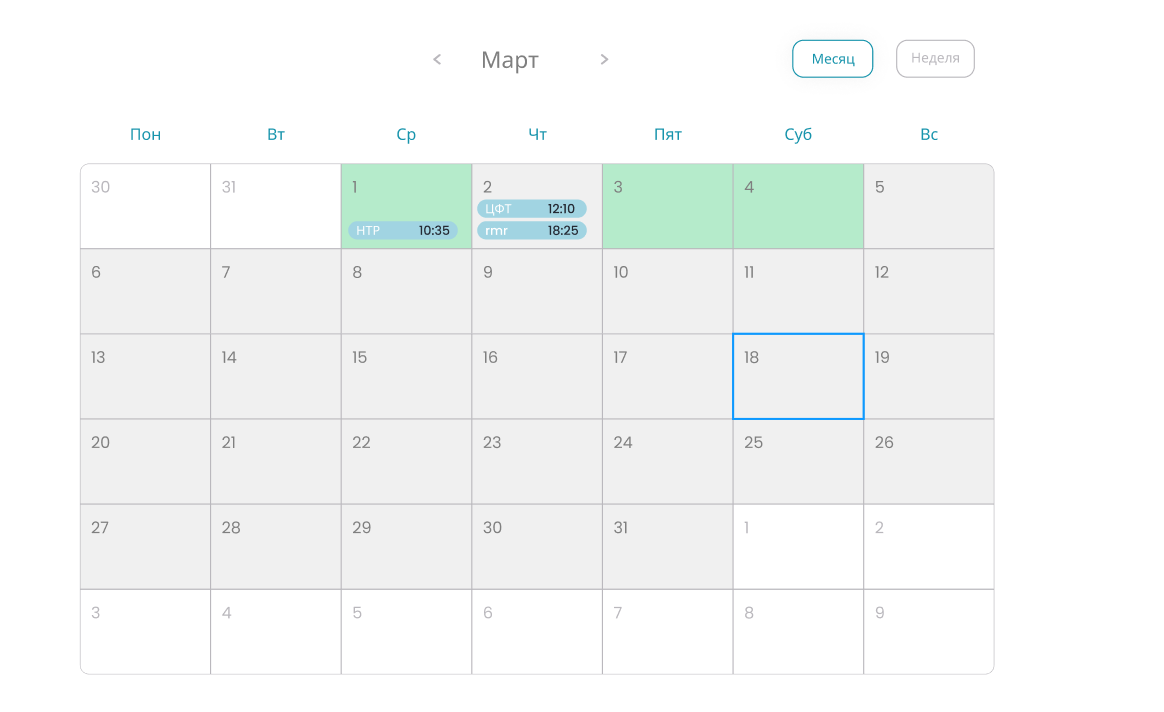 Март
Месяц
Неделя
Пон Вт Ср Чт Пят Суб Вс
30 31 1 2 3 4 5
ЦФТ 12:10
НТР 10:35 rmr 18:25
6 7 8 9 10 11 12
13 14 15 16 17 18 19
20 21 22 23 24 25 26
27 28 29 30 31 1 2
3 4 5 6 7 8 9